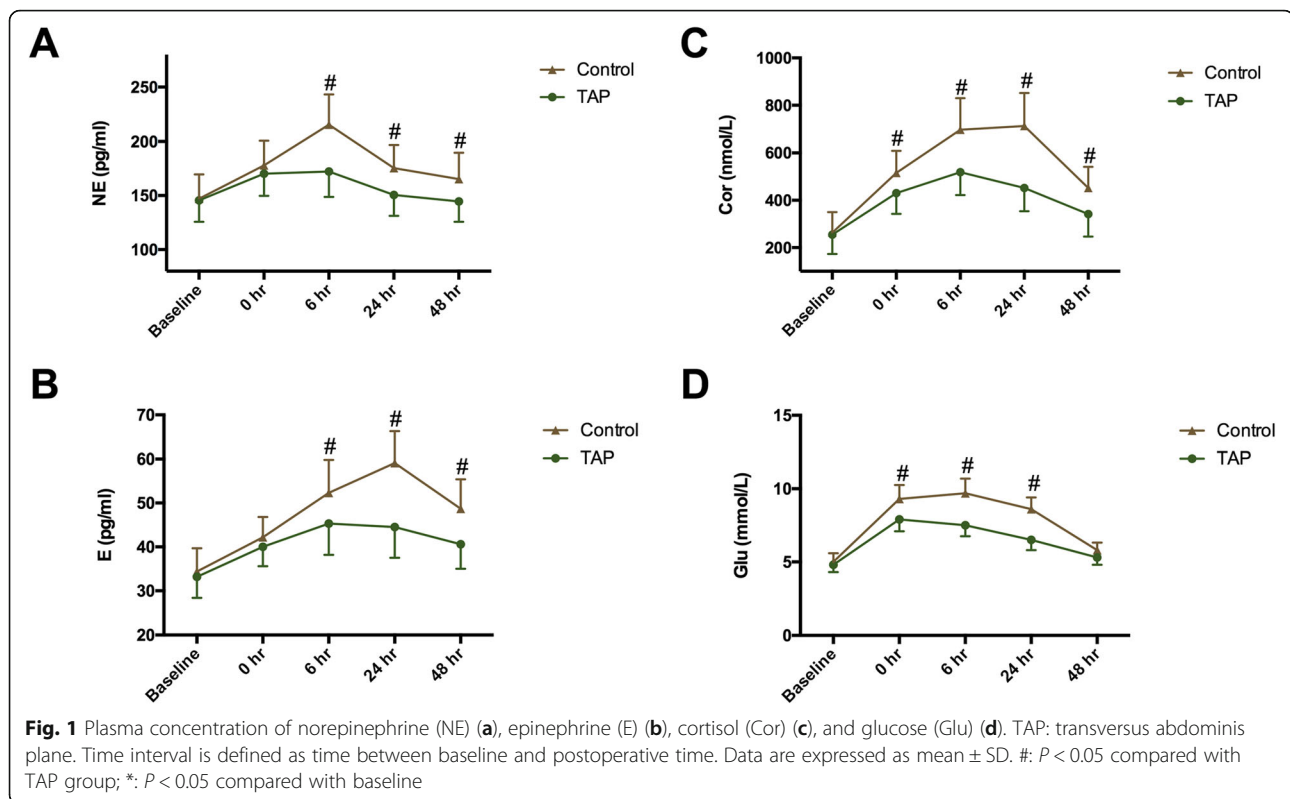 A
NE (pg/ml)
250
200
150
100
#
#
#
Control
TAP
Baseline
0 hr
6 hr
24 hr
48 hr
C
Cor (nmol/L)
1000
800
600
400
200
#
#
#
#
Control
TAP
Baseline
0 hr
6 hr
24 hr
48 hr
B
E (pg/ml)
70
60
50
40
30
20
#
#
#
Control
TAP
Baseline
0 hr
6 hr
24 hr
48 hr
D
Glu (mmol/L)
15
10
5
0
#
#
#
Control
TAP
Baseline
0 hr
6 hr
24 hr
48 hr
Fig. 1 Plasma concentration of norepinephrine (NE) (a), epinephrine (E) (b), cortisol (Cor) (c), and glucose (Glu) (d). TAP: transversus abdominis
plane. Time interval is defined as time between baseline and postoperative time. Data are expressed as mean ± SD. #: P < 0.05 compared with
TAP group; *: P < 0.05 compared with baseline